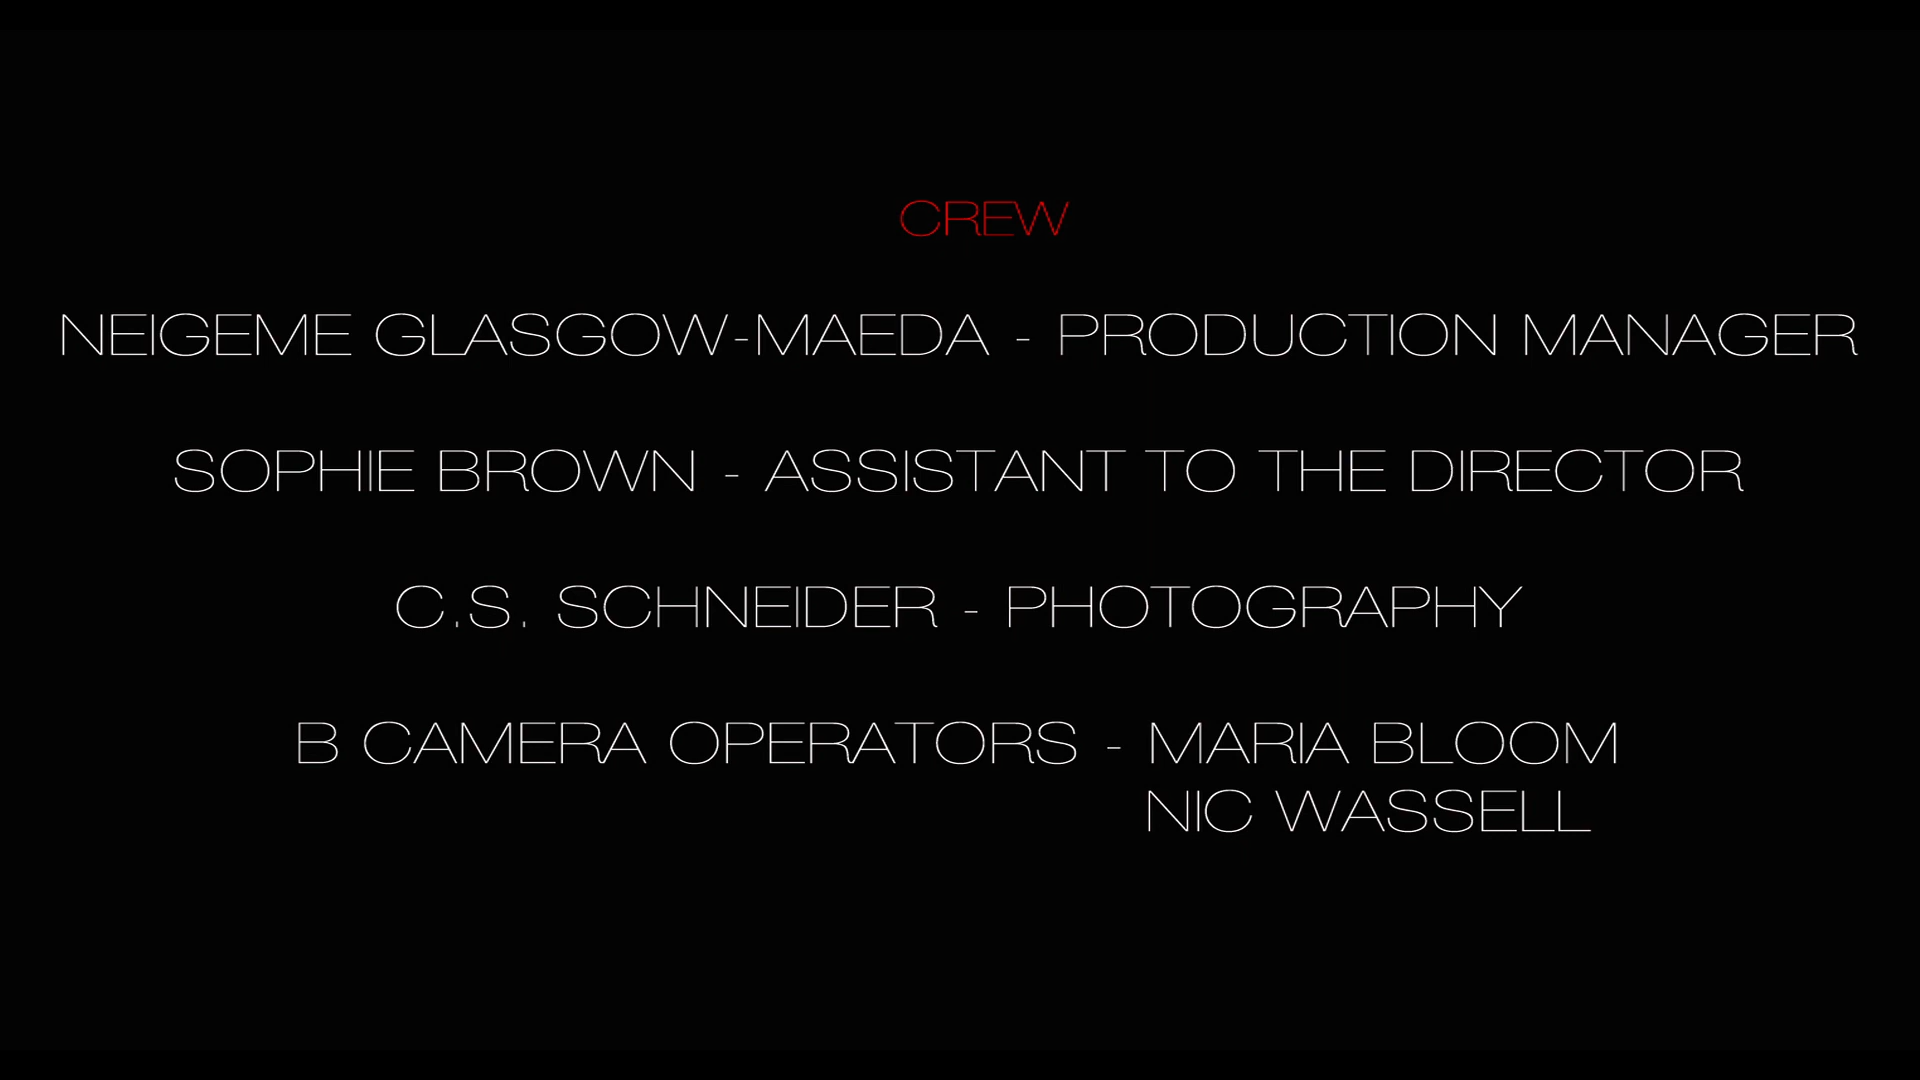 CREW
NEIGEME GLASGOW-MAEDA - PRODUCTION MANAGER
SOPHIE BROWN - ASSISTANT TO THE DIRECTOR
C.S. SCHNEIDER - PHOTOGRAPHY
B CAMERA OPERATORS - MARIA BLOOM
NIC WASSELL